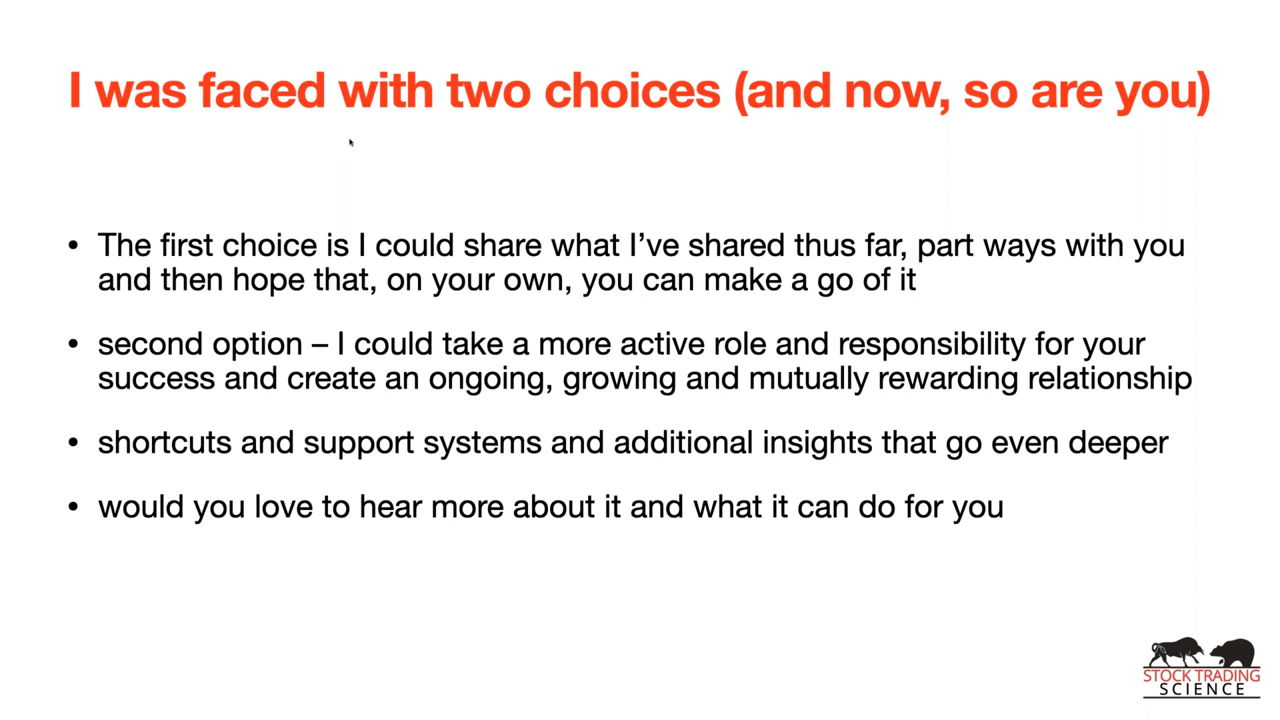 I was faced with two choices (and now, so are you)
• The first choice is I could share what I’ve shared thus far, part ways with you
and then hope that, on your own, you can make a go of it
• second option – I could take a more active role and responsibility for your
success and create an ongoing, growing and mutually rewarding relationship
• shortcuts and support systems and additional insights that go even deeper
• would you love to hear more about it and what it can do for you
STOCK TRADING
SCIENCE